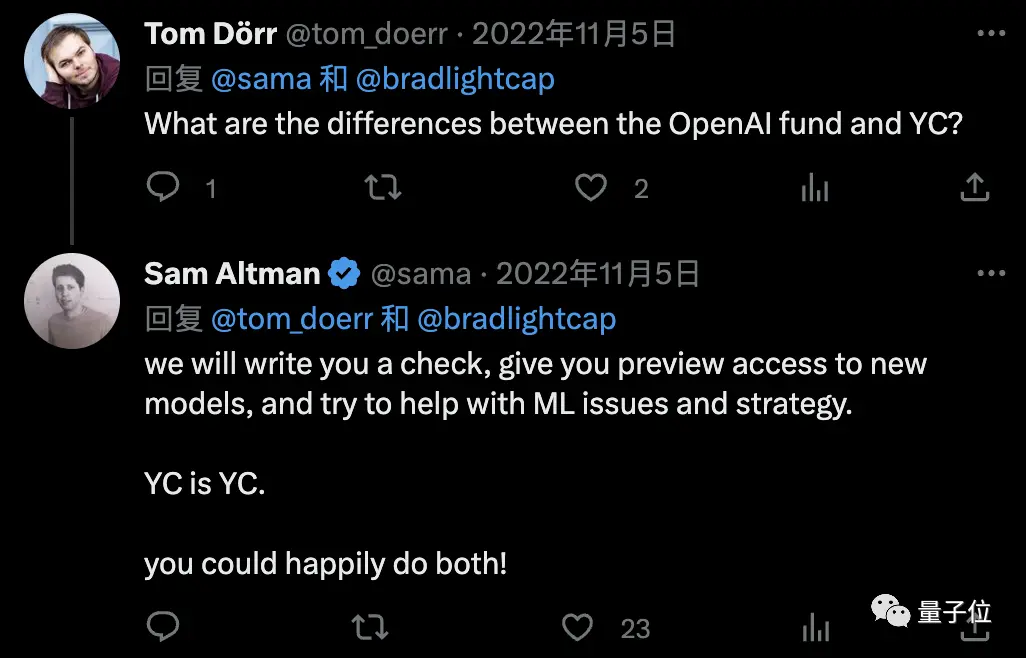 Tom Dörr @tom_doerr · 2022年11月5日
回复 @sama 和 @bradlightcap
What are the differences between the OpenAI fund and YC?
1 2
Sam Altman @sama · 2022年11月5日
回复 @tom_doerr 和 @bradlightcap
we will write you a check, give you preview access to new
models, and try to help with ML issues and strategy.
YC is YC.
you could happily do both!
23
量子位